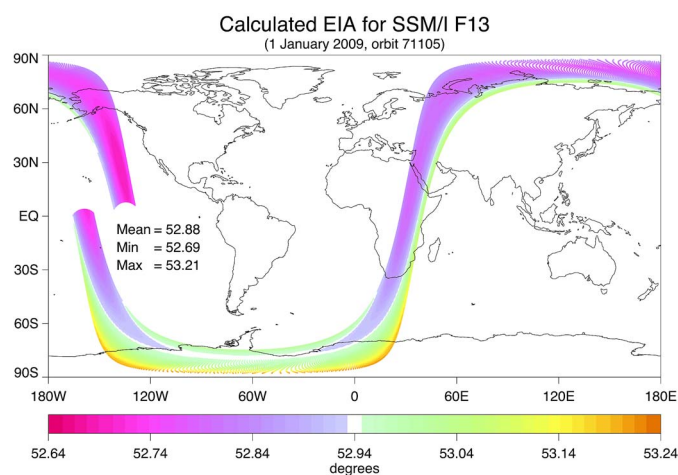 Calculated EIA for SSM/I F13
(1 January 2009, orbit 71105)
90N
60N
30N
EQ
30S
60S
90S
Mean = 52.88
Min = 52.69
Max = 53.21
180W 120W 60W 0 60E 120E 180E
52.64 52.74 52.84 52.94 53.04 53.14 53.24
degrees